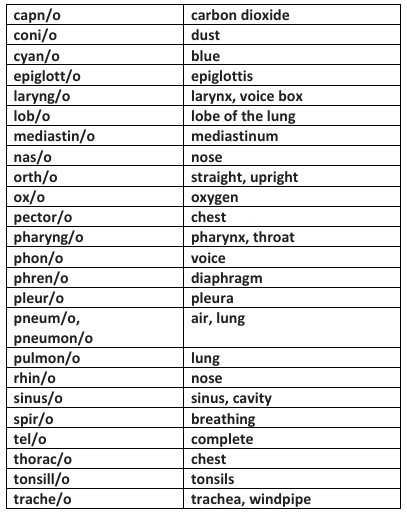 capn/o carbon dioxide
coni/o dust
cyan/o blue
epiglott/o epiglottis
laryng/o larynx, voice box
lob/o lobe of the lung
mediastin/o mediastinum
nas/o nose
orth/o straight, upright
ox/o oxygen
pector/o chest
pharyng/o pharynx, throat
phon/o voice
phren/o diaphragm
pleur/o pleura
pneum/o, air, lung
pneumon/o
pulmon/o lung
rhin/o nose
sinus/o sinus, cavity
spir/o breathing
tel/o complete
thorac/o chest
tonsill/o tonsils
trache/o trachea, windpipe